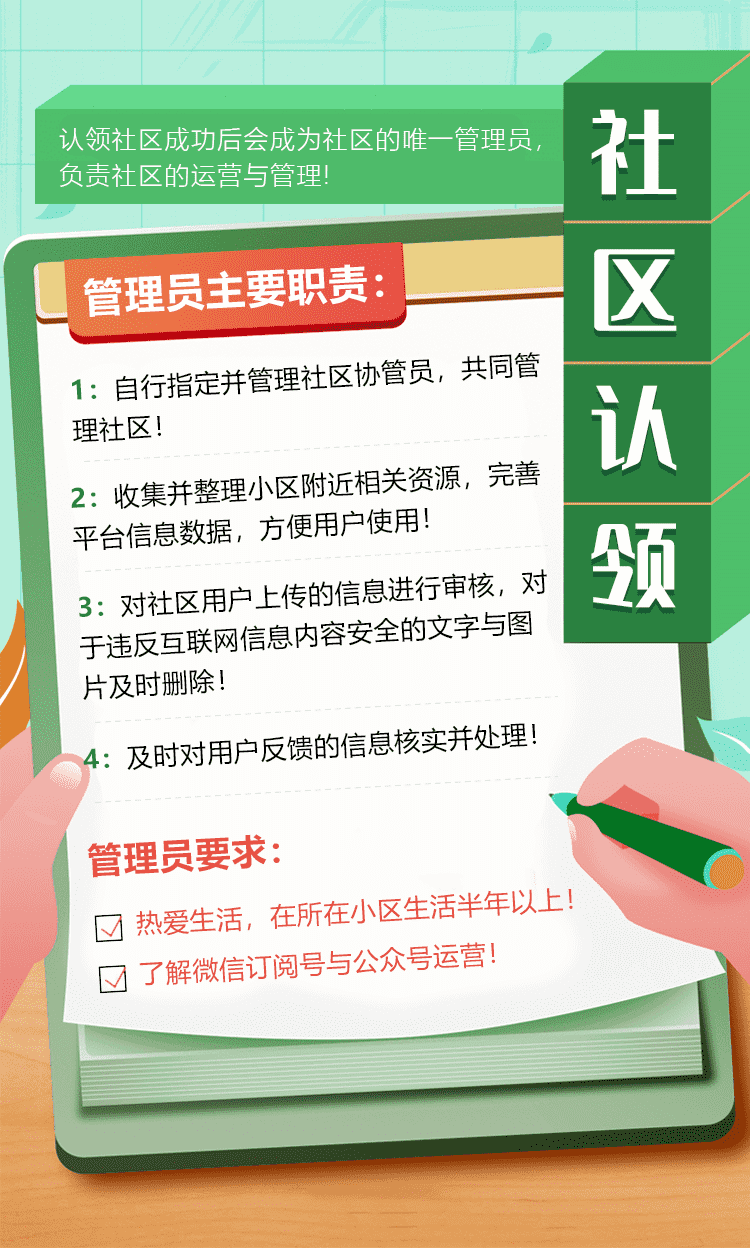 认领社区成功后会成为社区的唯一管理员，
负责社区的运营与管理!
社区认领
管理员主要职责：
1：自行指定并管理社区协管员，共同管
理社区！
2：收集并整理小区附近相关资源，完善
平台信息数据，方便用户使用！
3：对社区用户上传的信息进行审核，对
于违反互联网信息内容安全的文字与图
片及时删除！
4：及时对用户反馈的信息核实并处理！
管理员要求：
热爱生活，在所在小区生活半年以上！
了解微信订阅号与公众号运营！